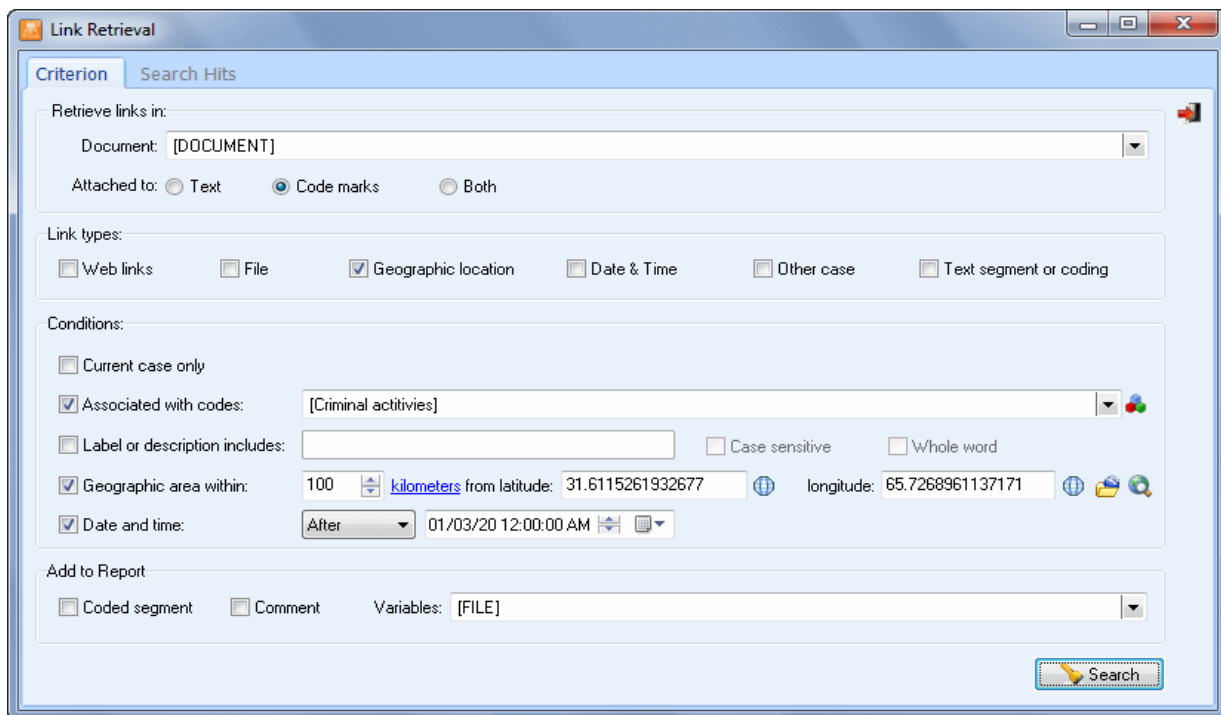 Link Retrieval
Criterion Search Hits
Retrieve links in:
Document: [DOCUMENT]
Attached to: Text Code marks Both
Link types:
Web links File Geographic location Date & Time Other case Text segment or coding
Conditions:
Current case only
Associated with codes: [Criminal actitivies]
Label or description includes: Case sensitive Whole word
Geographic area within: 100 kilometers from latitude: 31.6115261932677 longitude: 65.7268961137171
Date and time: After 01/03/20 12:00:00 AM
Add to Report
Coded segment Comment Variables: [FILE]
Search